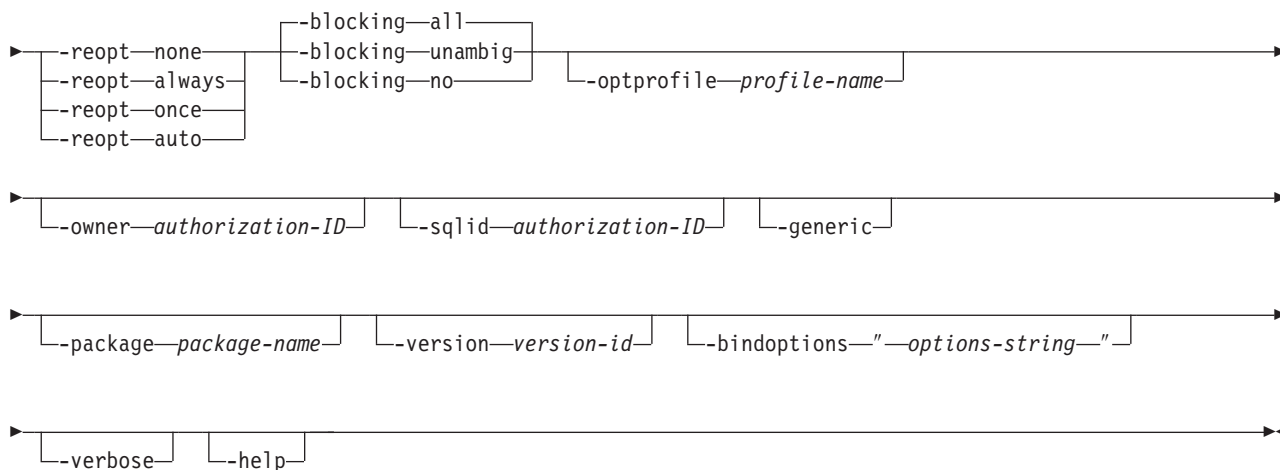 -blocking all
-reopt none -blocking unambig
-reopt always -blocking no -optprofile profile-name
-reopt once
-reopt auto
-owner authorization-ID -sqlid authorization-ID -generic
-package package-name -version version-id -bindoptions " options-string "
-verbose -help